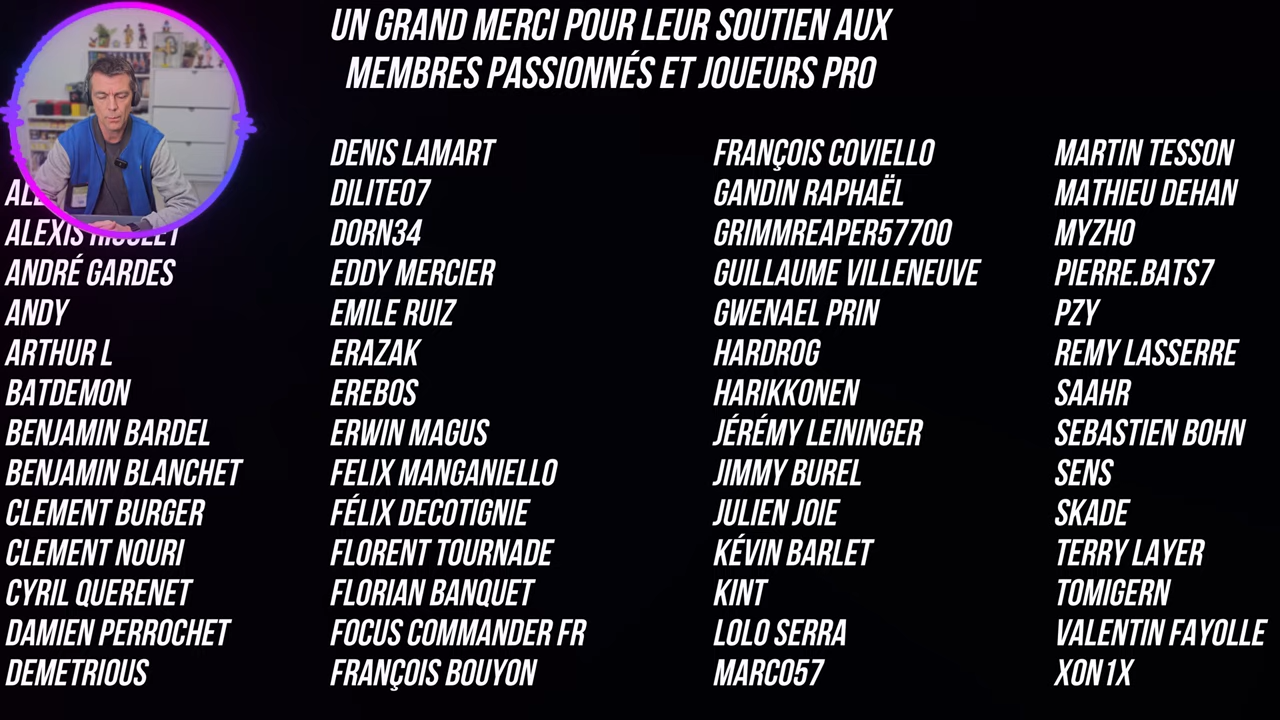 UN GRAND MERCI POUR LEUR SOUTIEN AUX
MEMBRES PASSIONNÉS ET JOUEURS PRO
ALEXIS
ANDRÉ GARDES
ANDY
ARTHUR L
BATDEMON
BENJAMIN BARDEL
BENJAMIN BLANCHET
CLEMENT BURGER
CLEMENT NOURI
CYRIL QUERENET
DAMIEN PERROCHET
DEMETRIOUS
DENIS LAMART
DILITE07
DORN34
EDDY MERCIER
EMILE RUIZ
ERAZAK
EREBOS
ERWIN MAGUS
FELIX MANGANIELLO
FÉLIX DECOTIGNIE
FLORENT TOURNADE
FLORIAN BANQUET
FOCUS COMMANDER FR
FRANÇOIS BOUYON
FRANÇOIS COVIELLO
GANDIN RAPHAËL
GRIMMREAPER57700
GUILLAUME VILLENEUVE
GWENAEL PRIN
HARDROG
HARIKKONEN
JÉRÉMY LEININGER
JIMMY BUREL
JULIEN JOIE
KÉVIN BARLET
KINT
LOLO SERRA
MARCO57
MARTIN TESSON
MATHIEU DEHAN
MYZHO
PIERRE.BATS7
PZY
REMY LASSERRE
SAAHR
SEBASTIEN BOHN
SENS
SKADE
TERRY LAYER
TOMIGERN
VALENTIN FAYOLLE
XON1X